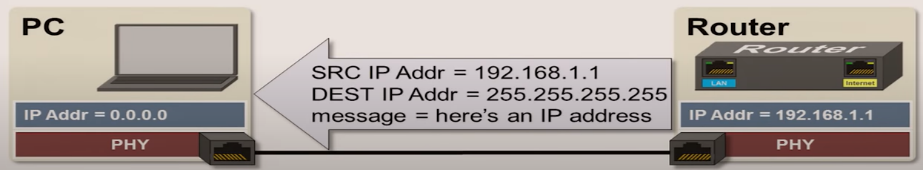 PC
Router
Router
LAN
Internet
SRC IP Addr = 192.168.1.1
DEST IP Addr = 255.255.255.255
message = here's an IP address
IP Addr = 0.0.0.0
IP Addr = 192.168.1.1
PHY
PHY